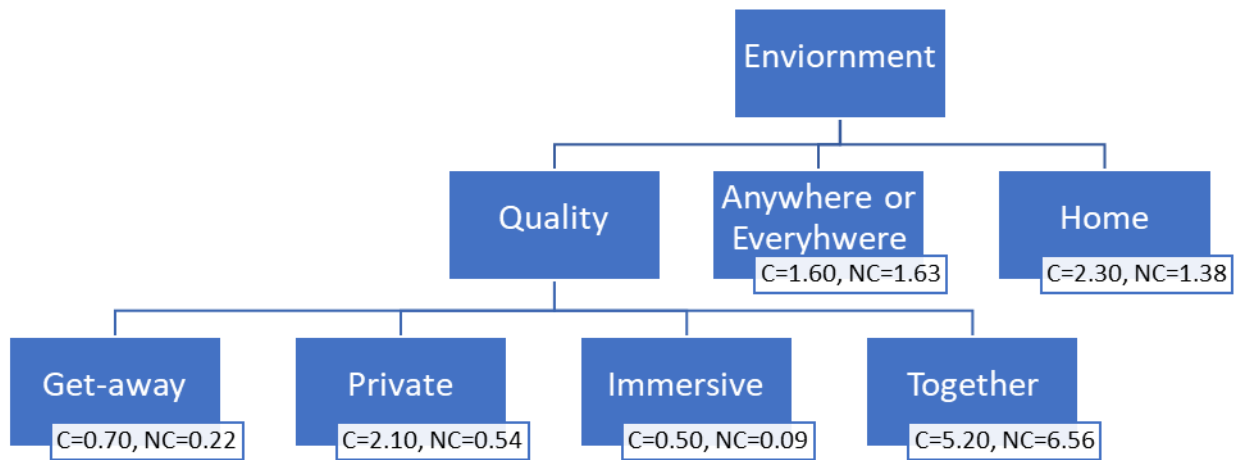 Enviornment
Quality
Anywhere or
Everyhwere
C=1.60, NC=1.63
Home
C=2.30, NC=1.38
Get-away
C=0.70, NC=0.22
Private
C=2.10, NC=0.54
Immersive
C=0.50, NC=0.09
Together
C=5.20, NC=6.56